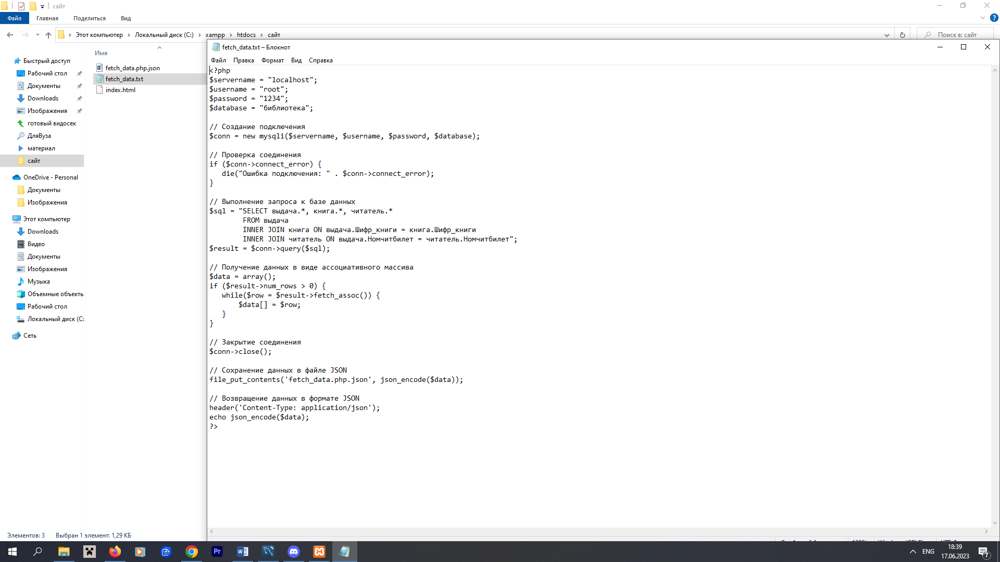 сайт
Файл
Главная
Поделиться
Вид
Этот компьютер
Локальный диск (C:)
xampp
htdocs
сайт
Поиск в: сайт
Имя
fetch_data.php.json
fetch_data.txt
index.html
Быстрый доступ
Рабочий стол
Документы
Downloads
Изображения
готовый видосек
ДляВуза
материал
сайт
OneDrive - Personal
Документы
Изображения
Этот компьютер
Downloads
Видео
Документы
Изображения
Музыка
Объемные объекть
Рабочий стол
Локальный диск (C:
Сеть
Элементов: 3
Выбран 1 элемент: 1,29 КБ
fetch_data.txt – Блокнот
Файл
Правка
Формат
Вид
Справка
<?php
$servername = "localhost";
$username = "root";
$password = "1234";
$database = "библиотека";
// Создание подключения
$conn = new mysqli($servername, $username, $password, $database);
// Проверка соединения
if ($conn->connect_error) {
die("Ошибка подключения: " . $conn->connect_error);
}
// Выполнение запроса к базе данных
$sql = "SELECT выдача.*, книга.*, читатель.*
FROM выдача
INNER JOIN книга ON выдача.Шифр_книги = книга.Шифр_книги
INNER JOIN читатель ON выдача.Номчитбилет = читатель.Номчитбилет";
$result = $conn->query($sql);
// Получение данных в виде ассоциативного массива
$data = array();
if ($result->num_rows > 0) {
while($row = $result->fetch_assoc()) {
$data[] = $row;
}
}
// Закрытие соединения
$conn->close();
// Сохранение данных в файле JSON
file_put_contents('fetch_data.php.json', json_encode($data));
// Возвращение данных в формате JSON
header('Content-Type: application/json');
echo json_encode($data);
?>
Pr
ENG
18:39
17.06.2023
7